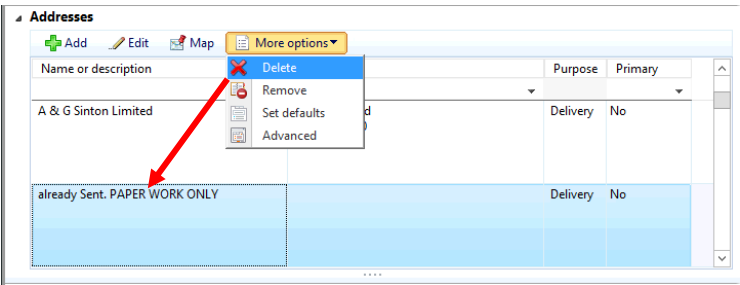 Addresses
Add Edit Map More options
Name or description Purpose Primary
Delete
Remove
Set defaults
Advanced
A & G Sinton Limited d Delivery No
already Sent. PAPER WORK ONLY Delivery No